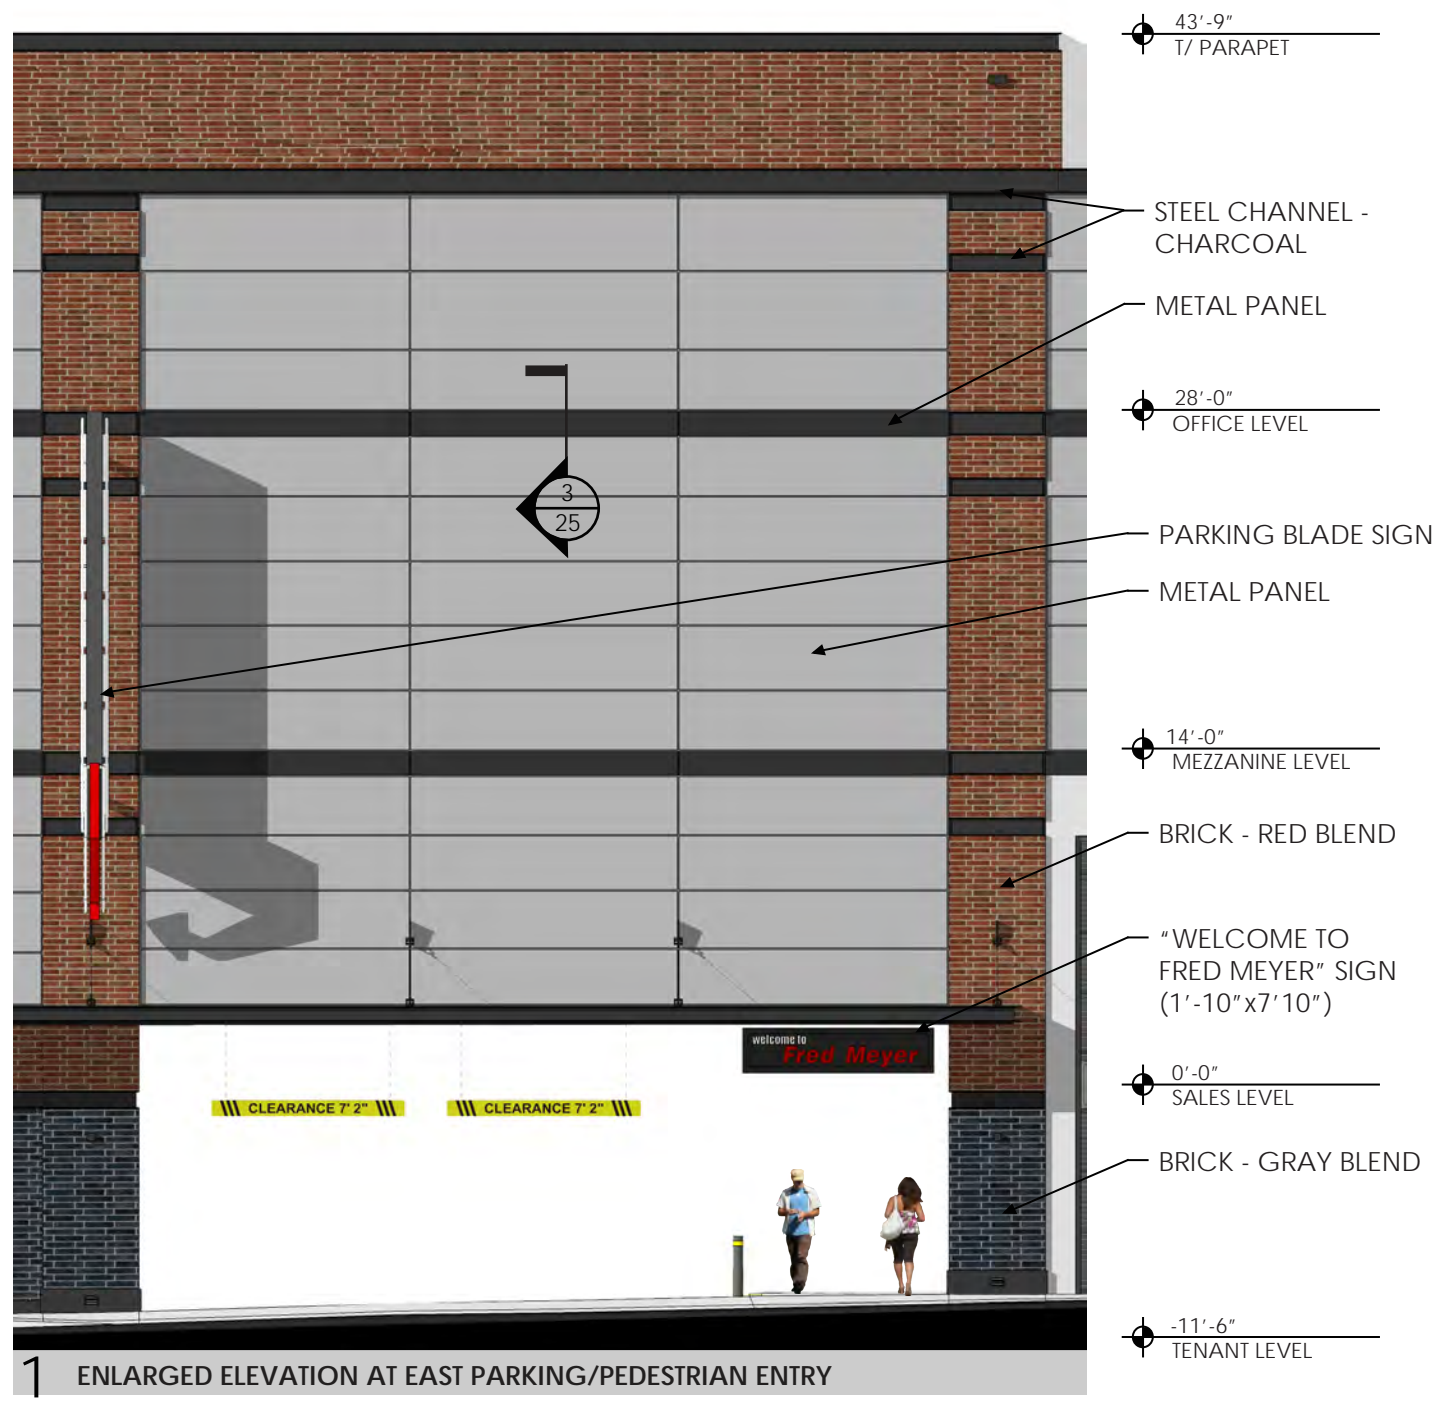 43'-9"
T/ PARAPET
STEEL CHANNEL -
CHARCOAL
METAL PANEL
28'-0"
OFFICE LEVEL
3
25
PARKING BLADE SIGN
METAL PANEL
14'-0"
MEZZANINE LEVEL
BRICK - RED BLEND
"WELCOME TO
FRED MEYER" SIGN
(1'-10"x7'10")
welcome to
Fred Meyer
0'-0"
SALES LEVEL
CLEARANCE 7' 2"
CLEARANCE 7' 2"
BRICK - GRAY BLEND
-11'-6"
TENANT LEVEL
1 ENLARGED ELEVATION AT EAST PARKING/PEDESTRIAN ENTRY